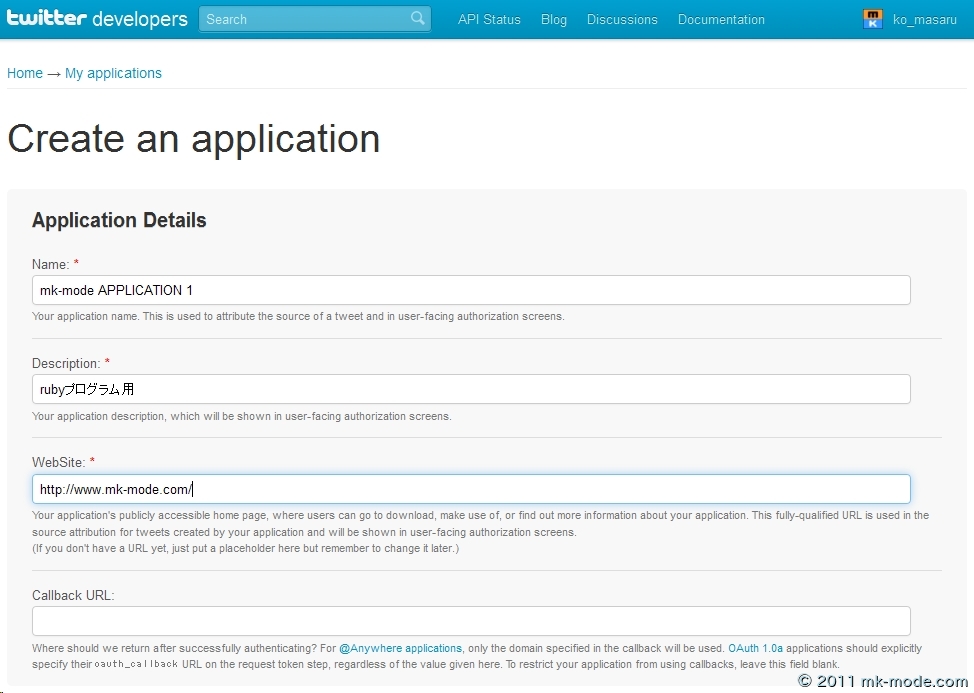 twitter developers Search API Status Blog Discussions Documentation ko_masaru
Home → My applications
Create an application
Application Details
Name: *
mk-mode APPLICATION 1
Your application name. This is used to attribute the source of a tweet and in user-facing authorization screens.
Description: *
rubyプログラム用
Your application description, which will be shown in user-facing authorization screens.
WebSite: *
http://www.mk-mode.com/
Your application's publicly accessible home page, where users can go to download, make use of, or find out more information about your application. This fully-qualified URL is used in the
source attribution for tweets created by your application and will be shown in user-facing authorization screens.
(If you don't have a URL yet, just put a placeholder here but remember to change it later.)
Callback URL:
Where should we return after successfully authenticating? For @Anywhere applications, only the domain specified in the callback will be used. OAuth 1.0a applications should explicitly
specify their oauth_callback URL on the request token step, regardless of the value given here. To restrict your application from using callbacks, leave this field blank.
© 2011 mk-mode.com